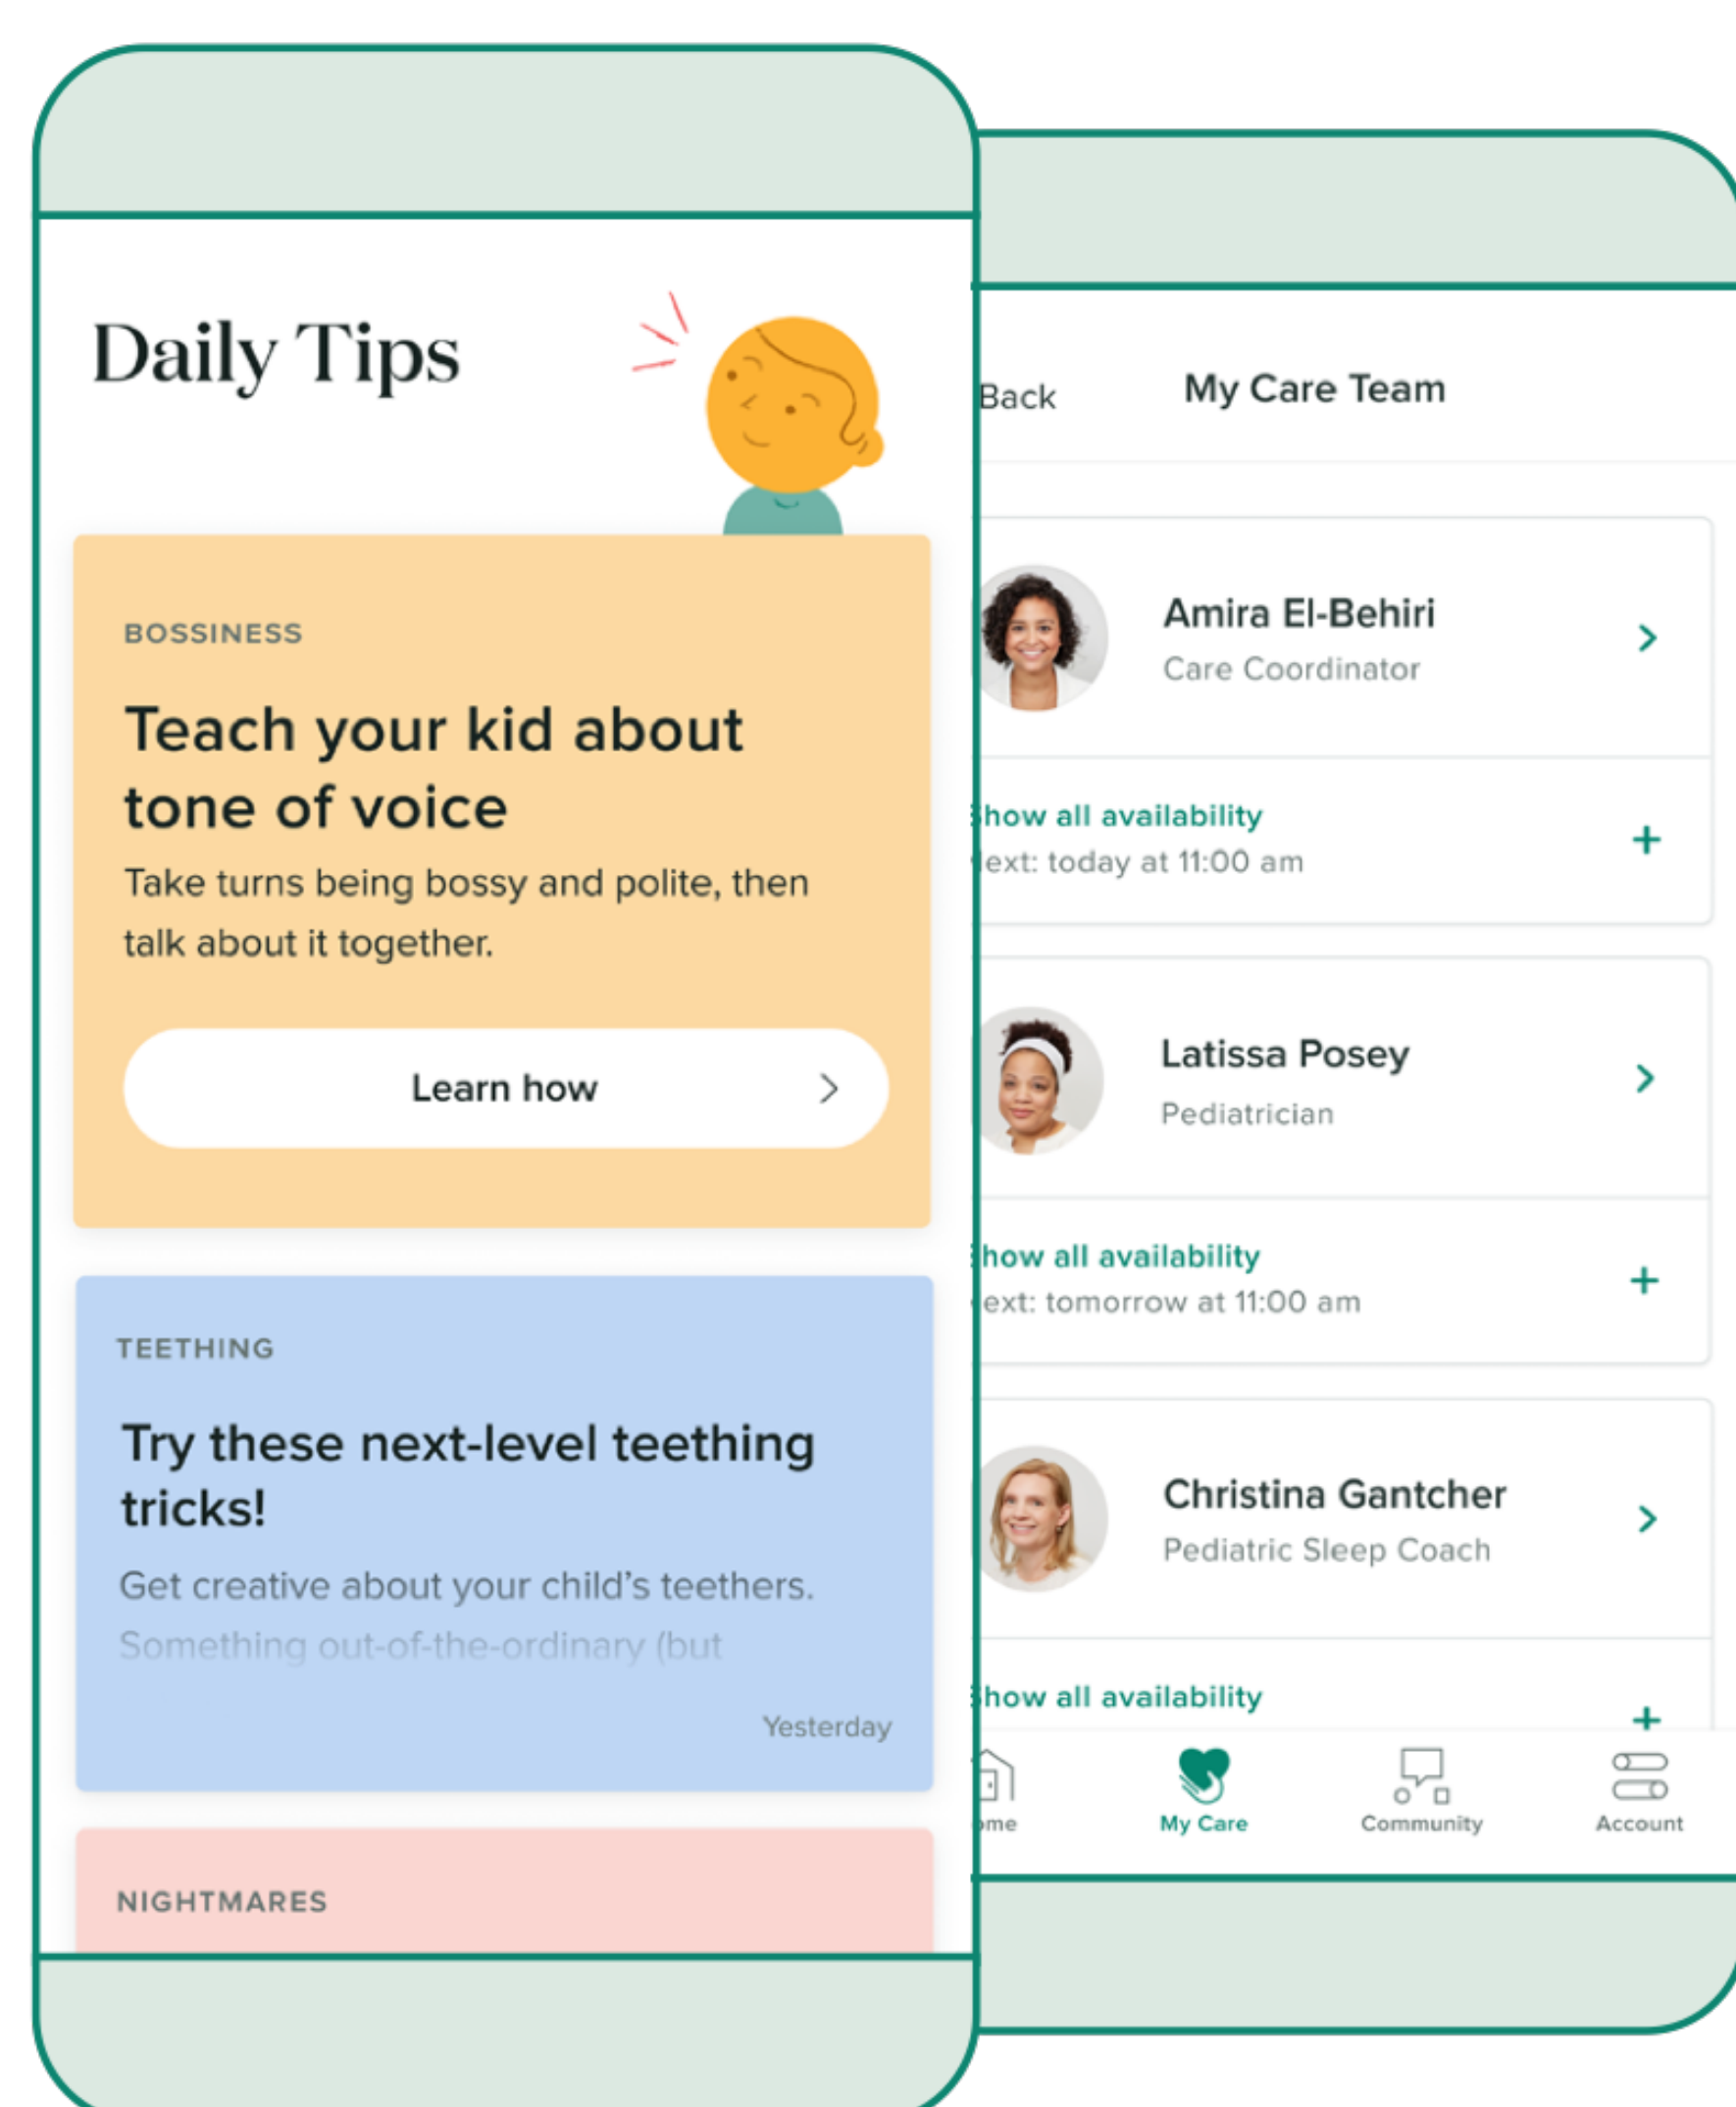 Daily Tips
BOSSINESS
Teach your kid about
tone of voice
Take turns being bossy and polite, then
talk about it together.
Learn how
TEETHING
Try these next-level teething
tricks!
Get creative about your child’s teethers.
Something out-of-the-ordinary (but
Yesterday
NIGHTMARES
Back
My Care Team
Amira El-Behiri
Care Coordinator
Show all availability
Next: today at 11:00 am
Latissa Posey
Pediatrician
how all availability
ext: tomorrow at 11:00 am
Christina Gantcher
Pediatric Sleep Coach
Show all availability
ome
My Care
Community
Account